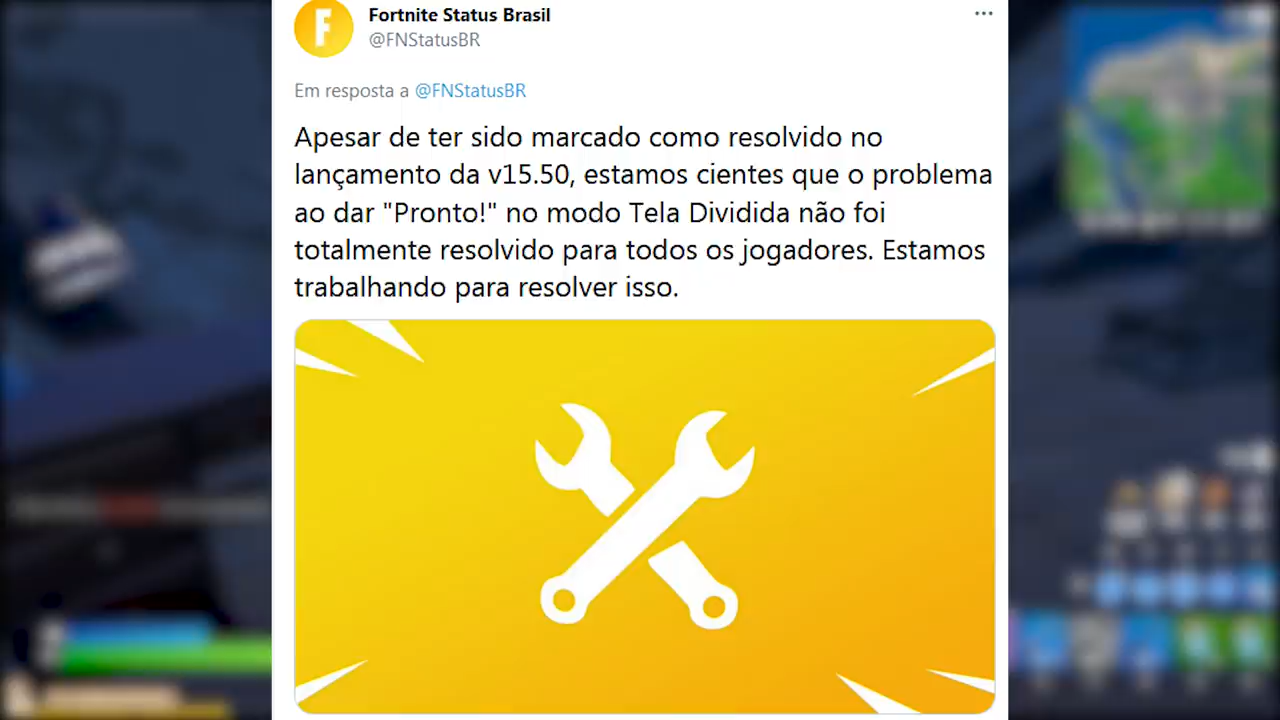 Fortnite Status Brasil
@FNStatusBR
Em resposta a @FNStatusBR
Apesar de ter sido marcado como resolvido no
lançamento da v15.50, estamos cientes que o problema
ao dar "Pronto!" no modo Tela Dividida não foi
totalmente resolvido para todos os jogadores. Estamos
trabalhando para resolver isso.